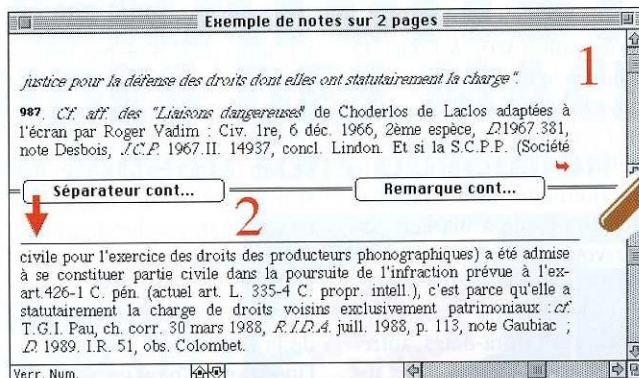 Exemple de notes sur 2 pages
1
justice pour la défense des droits dont elles ont statutairement la charge".
987. Cf. aff. des "Liaisons dangereuses" de Choderlos de Laclos adaptées à
l'écran par Roger Vadim : Civ. 1re, 6 déc. 1966, 2ème espèce, D.1967.381,
note Desbois, J.C.P. 1967.II. 14937, concl. Lindon. Et si la S.C.P.P. (Société
Séparateur cont... Remarque cont...
2
civile pour l'exercice des droits des producteurs phonographiques) a été admise
à se constituer partie civile dans la poursuite de l'infraction prévue à l'ex-
art.426-1 C. pén. (actuel art. L. 335-4 C. propr. intell.), c'est parce qu'elle a
statutairement la charge de droits voisins exclusivement patrimoniaux : cf.
T.G.I. Pau, ch. corr. 30 mars 1988, R.I.D.A. juill. 1988, p. 113, note Gaubiac ;
D. 1989. I.R. 51, obs. Colombet.
Verr. Num.